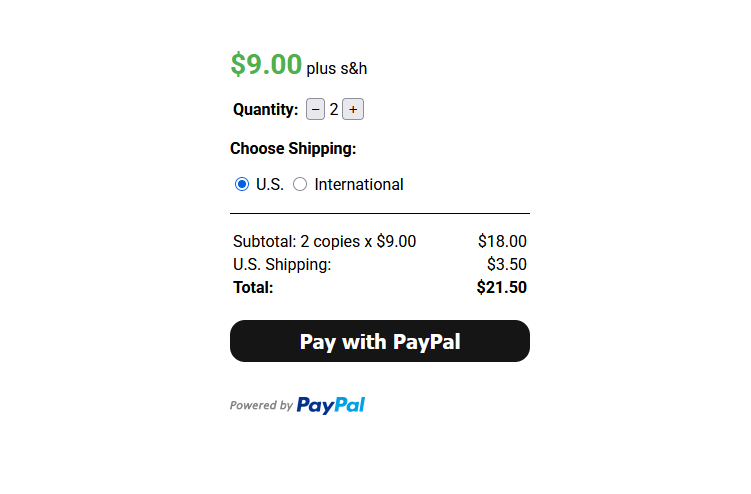 $9.00 plus s&h
Quantity: − 2 +
Choose Shipping:
U.S. International
Subtotal: 2 copies x $9.00 $18.00
U.S. Shipping: $3.50
Total: $21.50
Pay with PayPal
Powered by PayPal